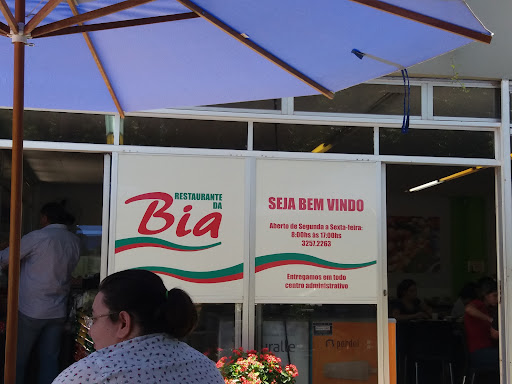 RESTAURANTE
DA
Bia
SEJA BEM VINDO
Aberto de Segunda a Sexta-feira:
8:00hs às 17:00hs
3257.2263
Entregamos em todo
centro administrativo